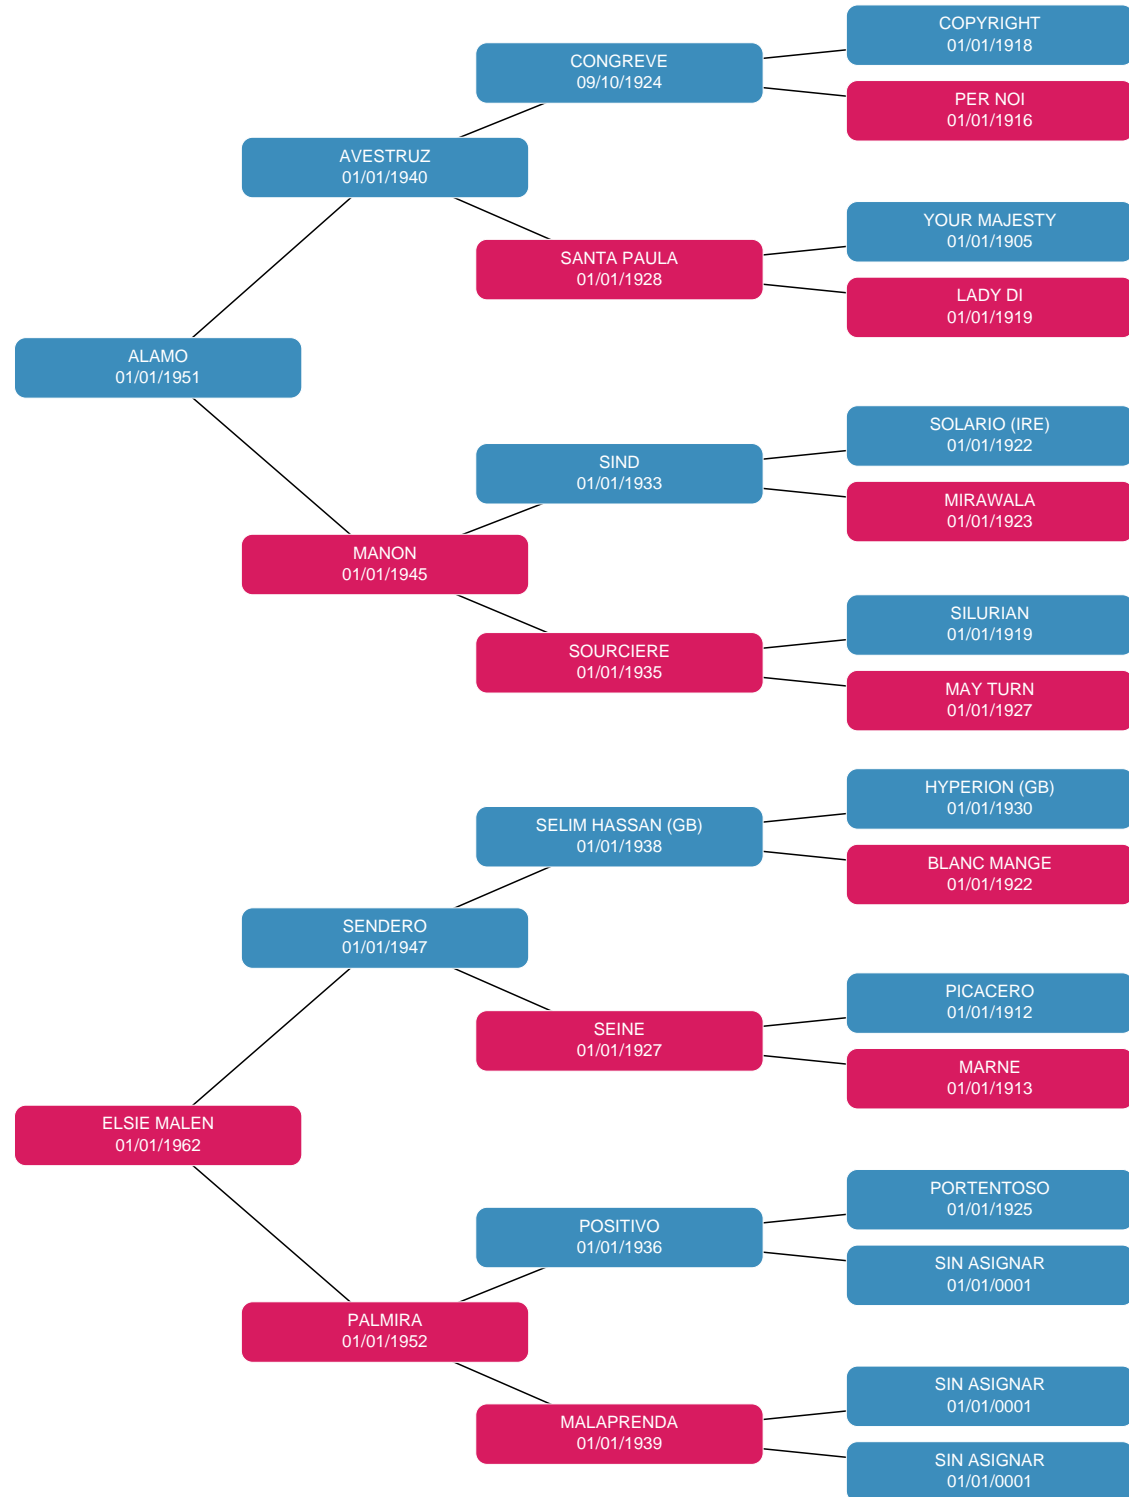 COPYRIGHT
01/01/1918
CONGREVE
09/10/1924
PER NOI
01/01/1916
AVESTRUZ
01/01/1940
YOUR MAJESTY
01/01/1905
SANTA PAULA
01/01/1928
LADY DI
01/01/1919
ALAMO
01/01/1951
SOLARIO (IRE)
01/01/1922
SIND
01/01/1933
MIRAWALA
01/01/1923
MANON
01/01/1945
SILURIAN
01/01/1919
SOURCIERE
01/01/1935
MAY TURN
01/01/1927
HYPERION (GB)
01/01/1930
SELIM HASSAN (GB)
01/01/1938
BLANC MANGE
01/01/1922
SENDERO
01/01/1947
PICACERO
01/01/1912
SEINE
01/01/1927
MARNE
01/01/1913
ELSIE MALEN
01/01/1962
PORTENTOSO
01/01/1925
POSITIVO
01/01/1936
SIN ASIGNAR
01/01/0001
PALMIRA
01/01/1952
SIN ASIGNAR
01/01/0001
MALAPRENDA
01/01/1939
SIN ASIGNAR
01/01/0001